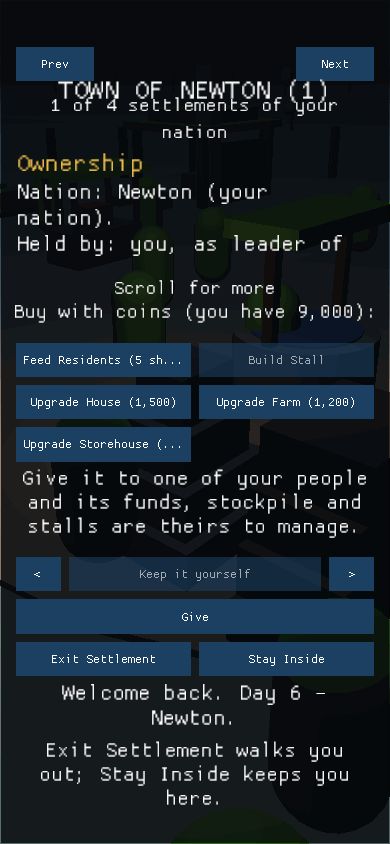 Prev
Next
TOWN OF NEWTON (1)
1 of 4 settlements of your
nation
Ownership
Nation: Newton (your
nation).
Held by: you, as leader of
Scroll for more
Buy with coins (you have 9,000):
Feed Residents (5 sh...
Build Stall
Upgrade House (1,500)
Upgrade Farm (1,200)
Upgrade Storehouse (...
Give it to one of your people
and its funds, stockpile and
stalls are theirs to manage.
<
Keep it yourself
>
Give
Exit Settlement
Stay Inside
Welcome back. Day 6 –
Newton.
Exit Settlement walks you
out; Stay Inside keeps you
here.